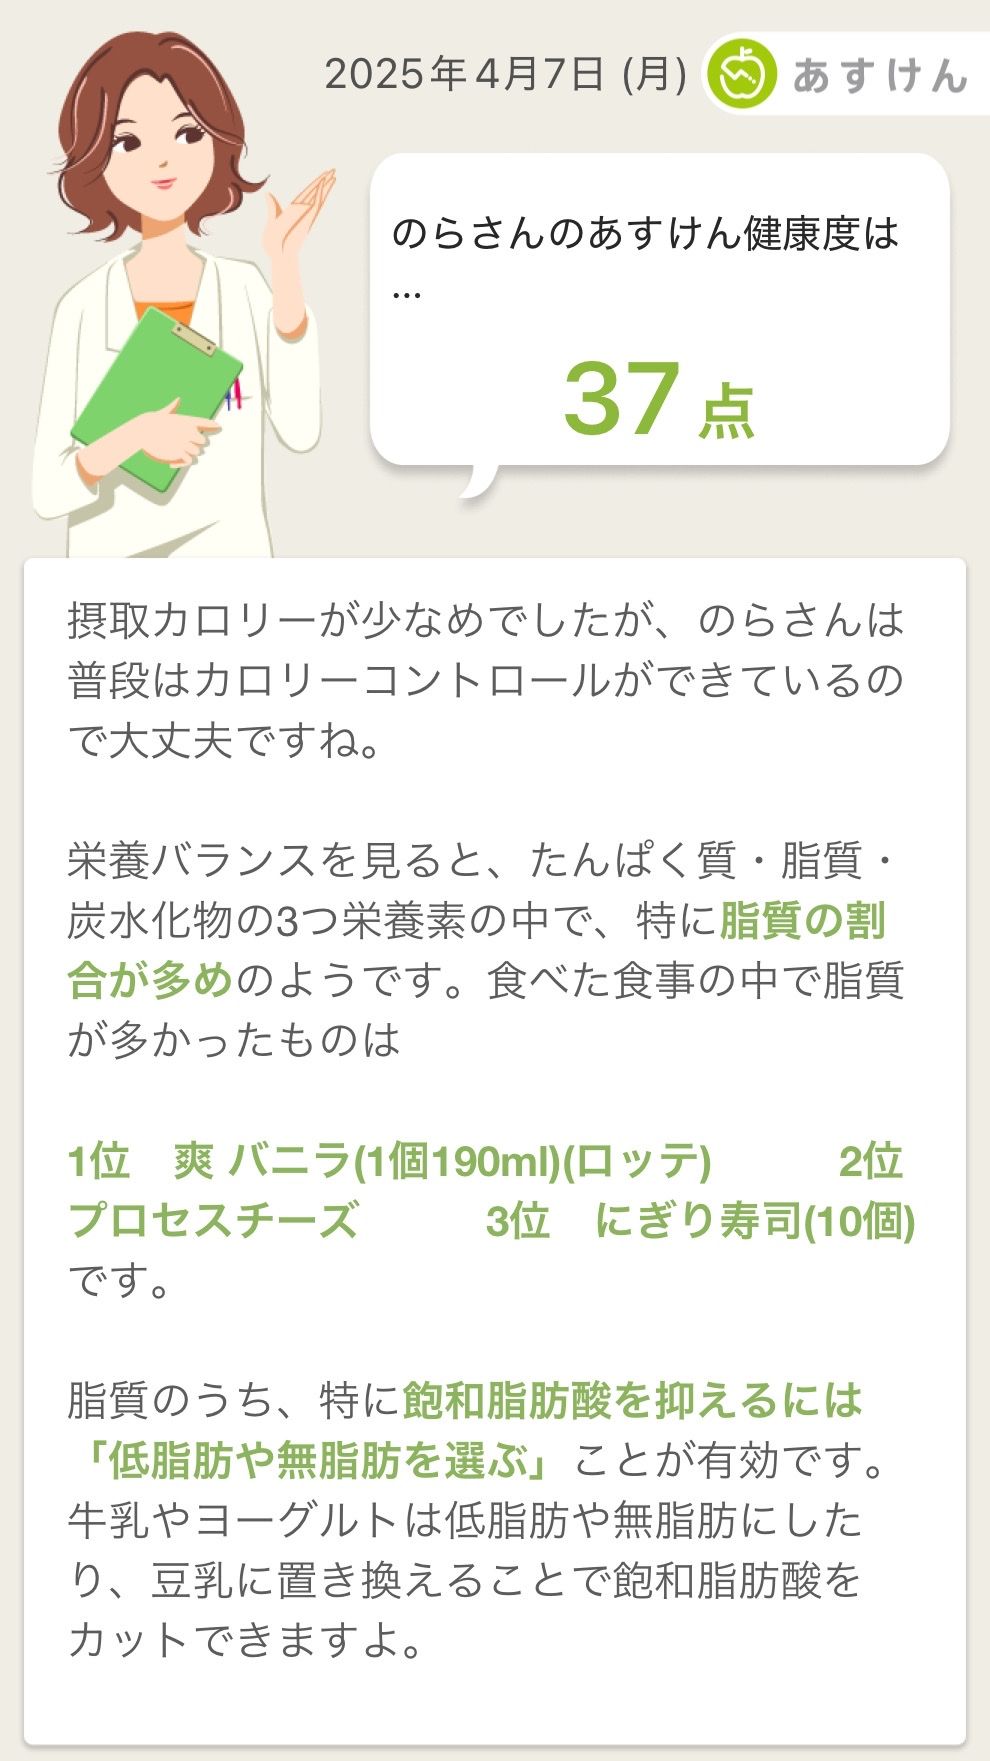 2025年4月7日 (月)
あすけん
のらさんのあすけん健康度は
...
37 点
摂取カロリーが少なめでしたが、のらさんは
普段はカロリーコントロールができているの
で大丈夫ですね。
栄養バランスを見ると、たんぱく質・脂質・
炭水化物の3つ栄養素の中で、特に脂質の割
合が多めのようです。食べた食事の中で脂質
が多かったものは
1位　爽 バニラ(1個190ml)(ロッテ)　　　2位
プロセスチーズ　　　3位　にぎり寿司(10個)
です。
脂質のうち、特に飽和脂肪酸を抑えるには
「低脂肪や無脂肪を選ぶ」ことが有効です。
牛乳やヨーグルトは低脂肪や無脂肪にした
り、豆乳に置き換えることで飽和脂肪酸を
カットできますよ。